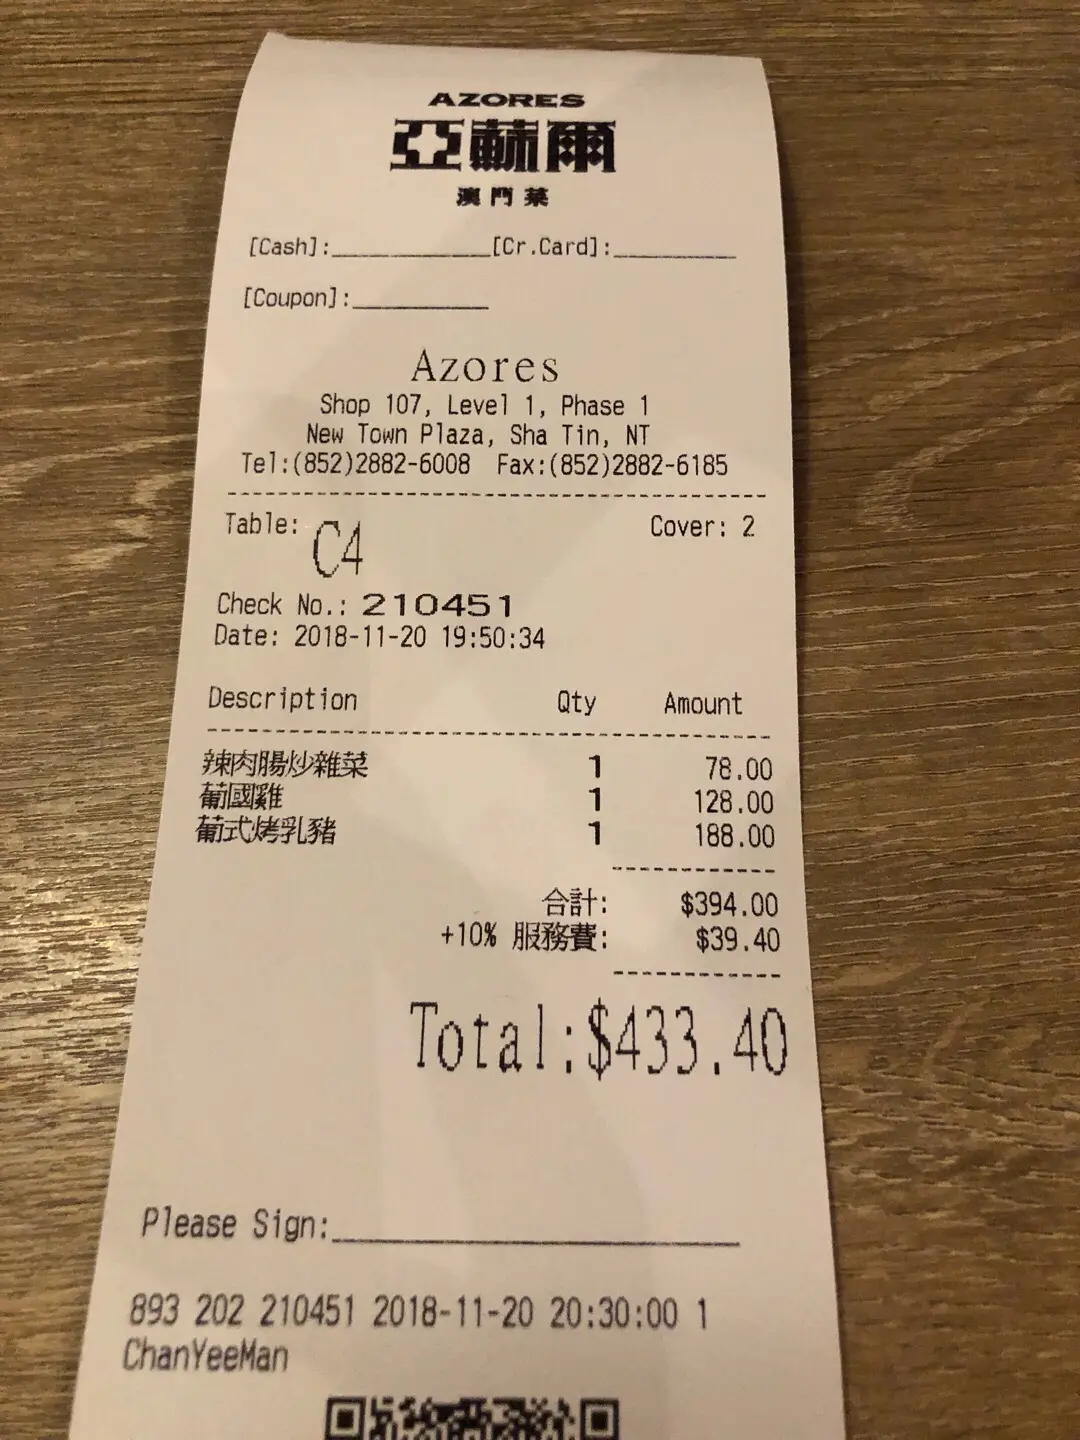 AZORES
亞蘇爾
澳門菜
[Cash]:____________[Cr.Card]:_________
[Coupon]:__________
Azores
Shop 107, Level 1, Phase 1
New Town Plaza, Sha Tin, NT
Tel:(852)2882-6008 Fax:(852)2882-6185
Table: C4 Cover: 2
Check No.: 210451
Date: 2018-11-20 19:50:34
Description Qty Amount
辣肉腸炒雜菜 1 78.00
葡國雞 1 128.00
葡式烤乳豬 1 188.00
合計: $394.00
+10% 服務費: $39.40
Total:$433.40
Please Sign:____________________
893 202 210451 2018-11-20 20:30:00 1
ChanYeeMan